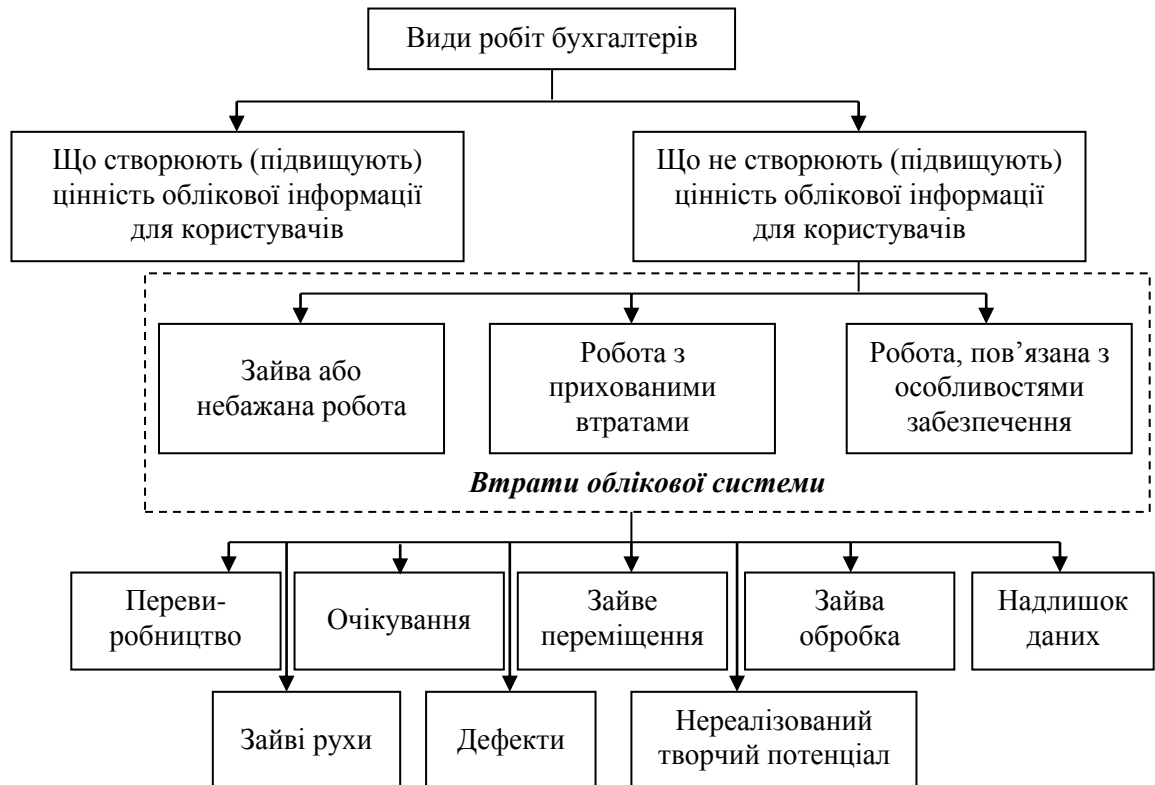 Види робіт бухгалтерів
Що створюють (підвищують)
цінність облікової інформації
для користувачів
Що не створюють (підвищують)
цінність облікової інформації
для користувачів
Зайва або
небажана робота
Робота з
прихованими
втратами
Робота, пов’язана з
особливостями
забезпечення
Втрати облікової системи
Переви-
робництво
Очікування
Зайве
переміщення
Зайва
обробка
Надлишок
даних
Зайві рухи
Дефекти
Нереалізований
творчий потенціал